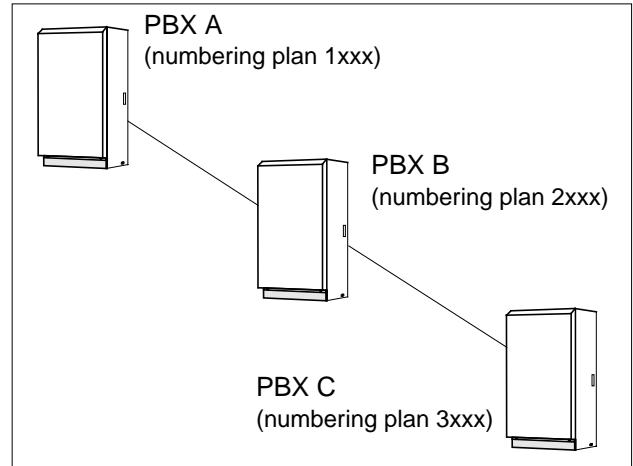 PBX A
(numbering plan 1xxx)
PBX B
(numbering plan 2xxx)
PBX C
(numbering plan 3xxx)